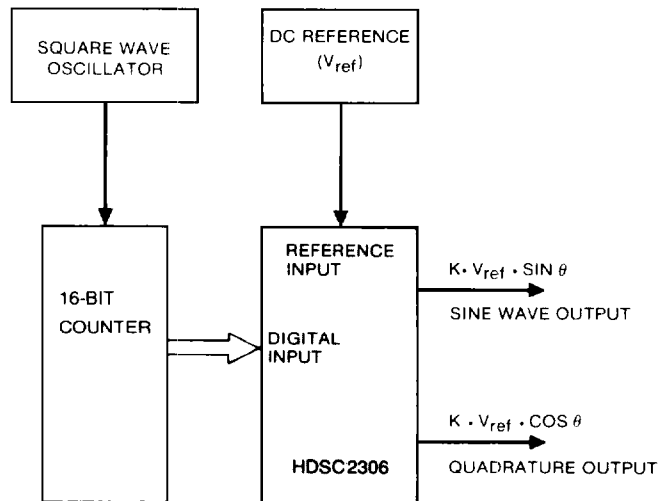 SQUARE WAVE
OSCILLATOR
DC REFERENCE
(Vref)
16-BIT
COUNTER
REFERENCE
INPUT
DIGITAL
INPUT
HDSC2306
K · Vref · SIN θ
SINE WAVE OUTPUT
K · Vref · COS θ
QUADRATURE OUTPUT